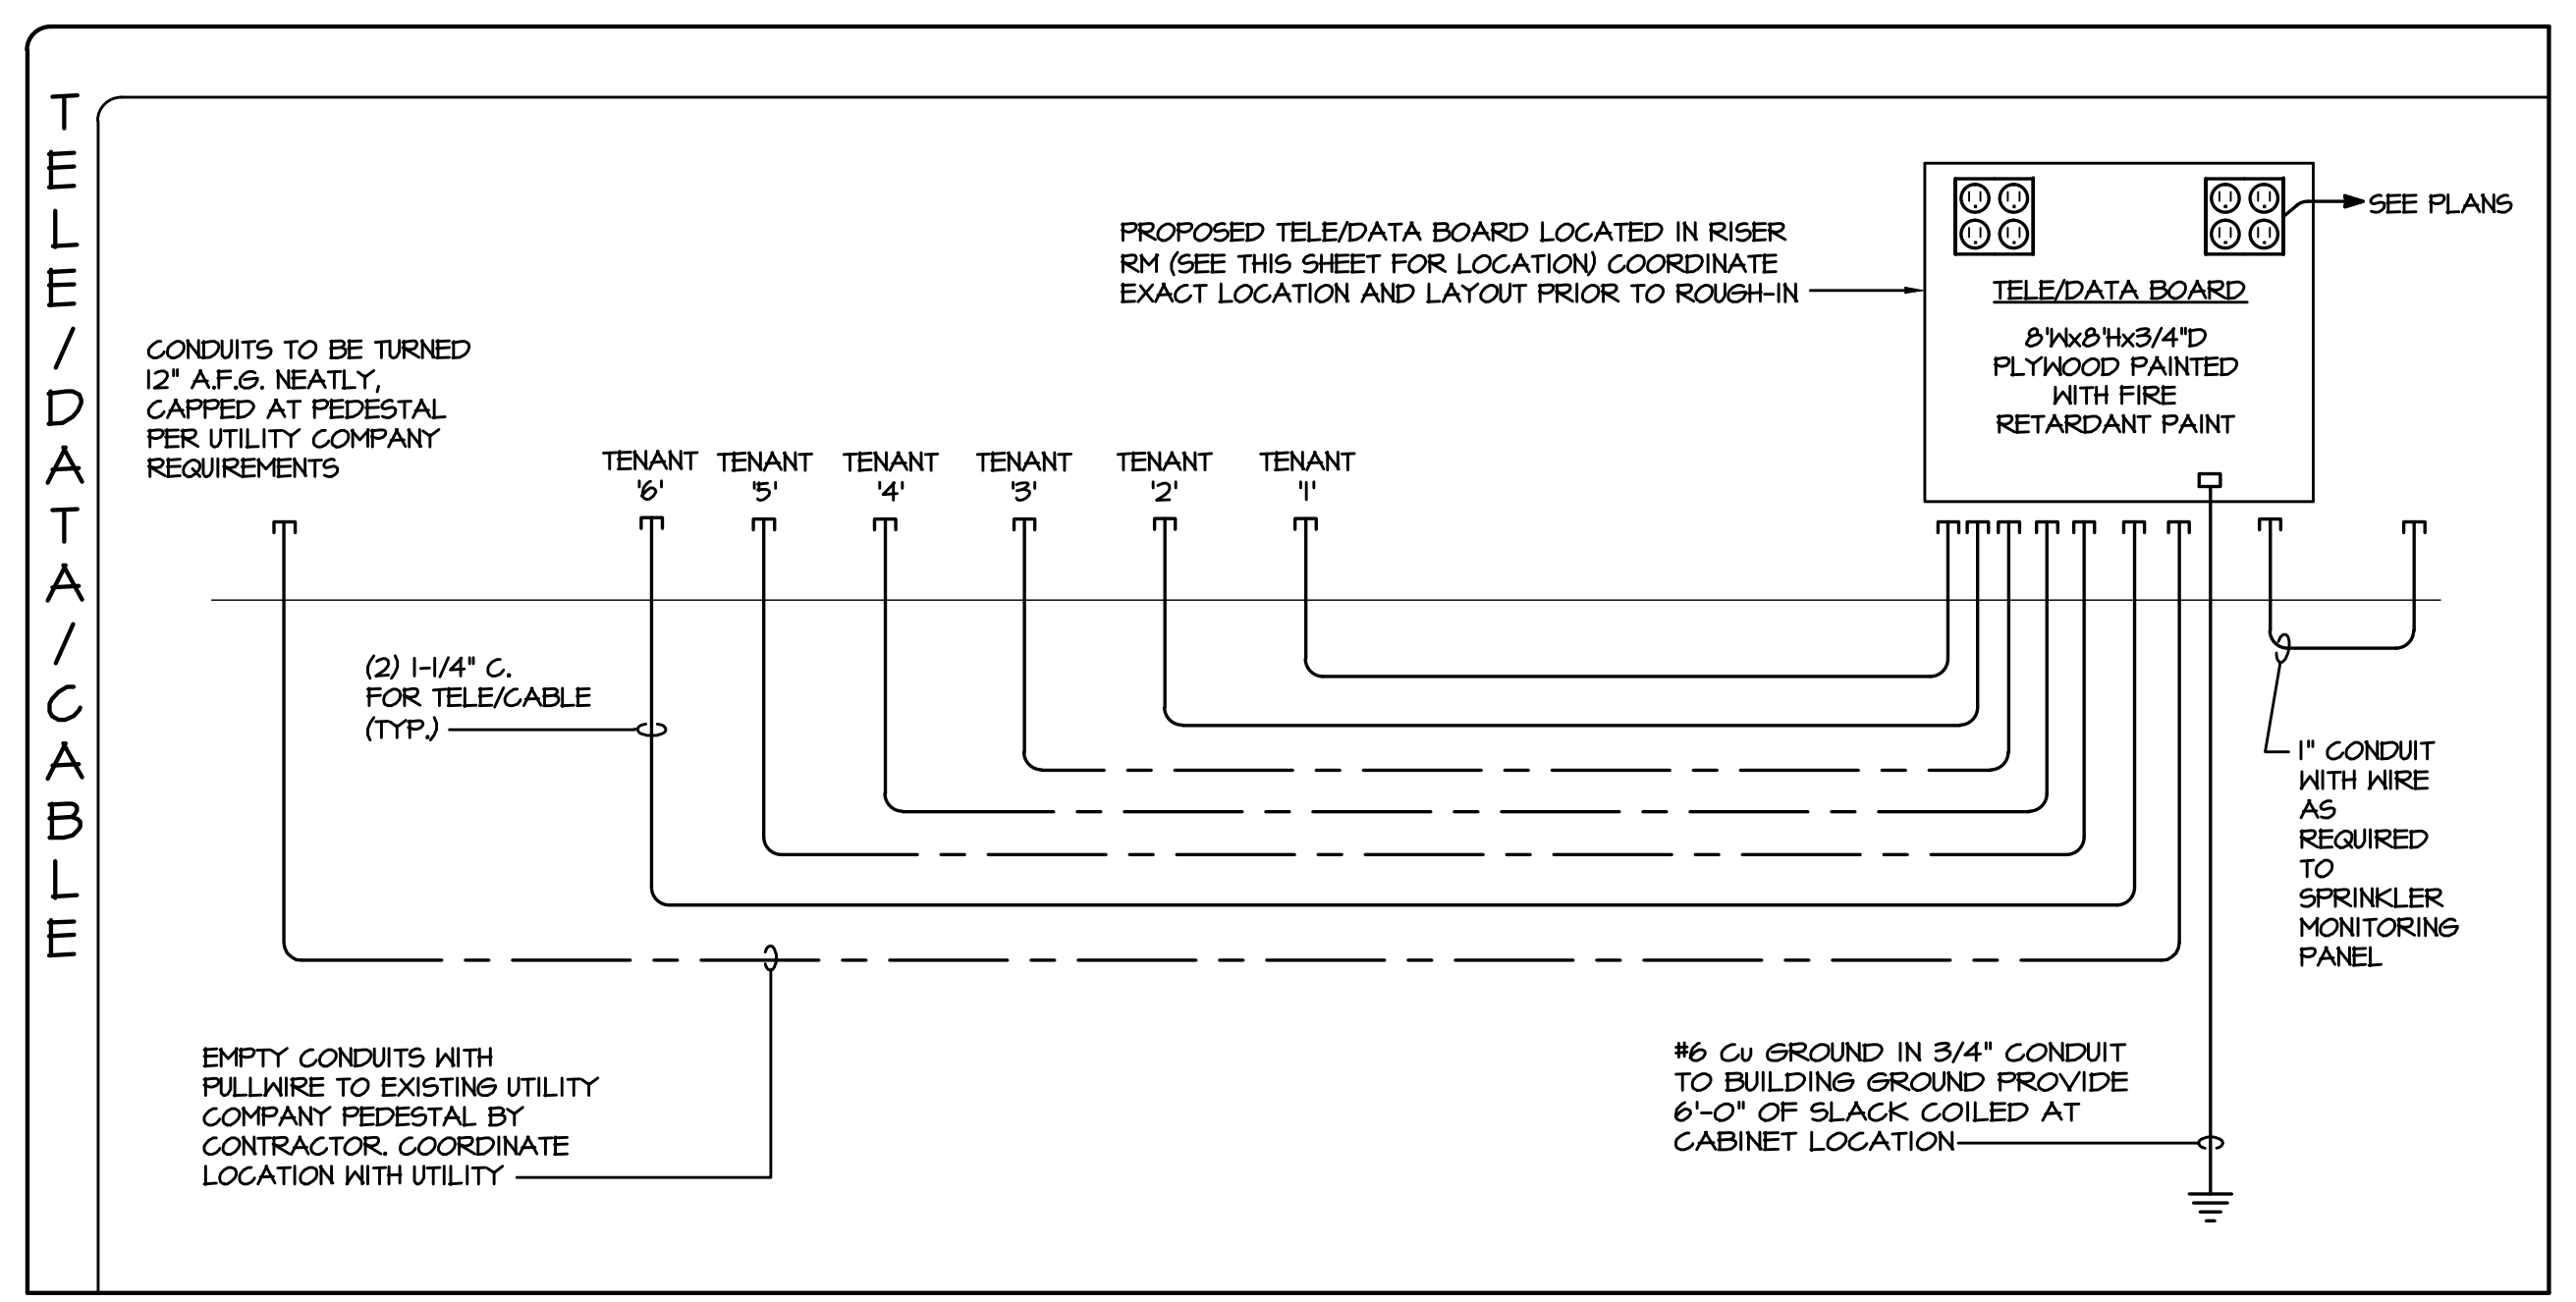 TELE/DATA/CABLE
PROPOSED TELE/DATA BOARD LOCATED IN RISER
RM (SEE THIS SHEET FOR LOCATION) COORDINATE
EXACT LOCATION AND LAYOUT PRIOR TO ROUGH-IN
SEE PLANS
TELE/DATA BOARD
8'Wx8'Hx3/4"D
PLYWOOD PAINTED
WITH FIRE
RETARDANT PAINT
CONDUITS TO BE TURNED
12" A.F.G. NEATLY,
CAPPED AT PEDESTAL
PER UTILITY COMPANY
REQUIREMENTS
TENANT
'6'
TENANT
'5'
TENANT
'4'
TENANT
'3'
TENANT
'2'
TENANT
'1'
(2) 1-1/4" C.
FOR TELE/CABLE
(TYP.)
1" CONDUIT
WITH WIRE
AS
REQUIRED
TO
SPRINKLER
MONITORING
PANEL
EMPTY CONDUITS WITH
PULLWIRE TO EXISTING UTILITY
COMPANY PEDESTAL BY
CONTRACTOR. COORDINATE
LOCATION WITH UTILITY
#6 Cu GROUND IN 3/4" CONDUIT
TO BUILDING GROUND PROVIDE
6'-0" OF SLACK COILED AT
CABINET LOCATION